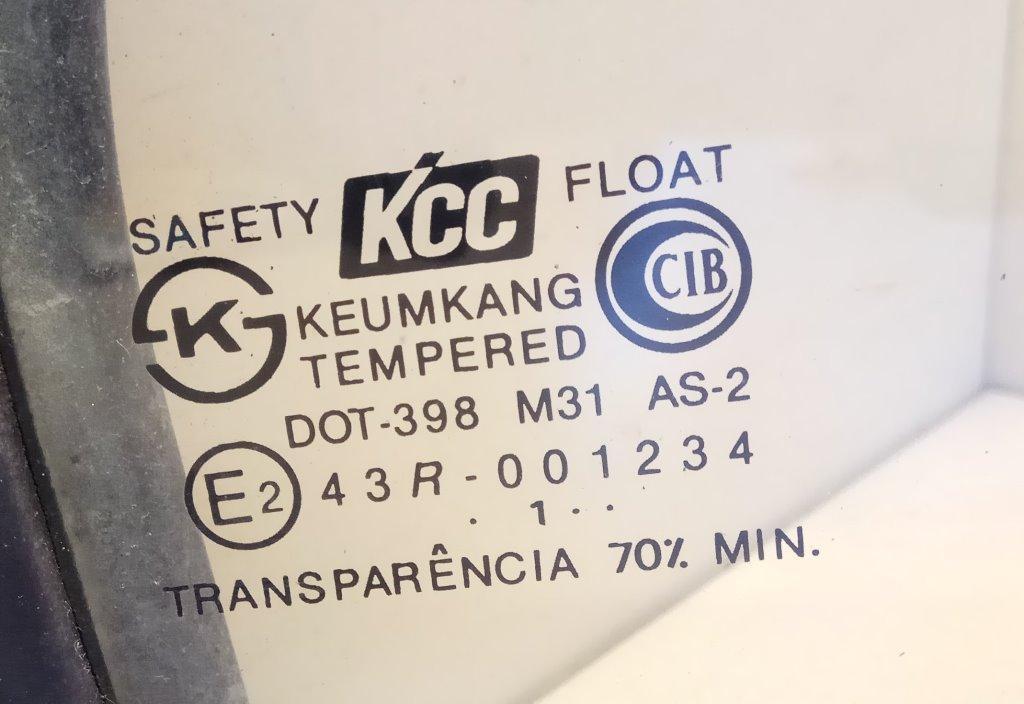 SAFETY KCC FLOAT
K KEUMKANG CIB
TEMPERED
DOT-398 M31 AS-2
E2 43R-001234
. 1 . .
TRANSPARÊNCIA 70% MIN.